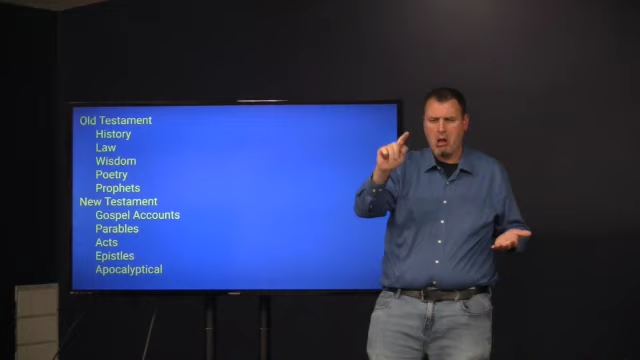 Old Testament
History
Law
Wisdom
Poetry
Prophets
New Testament
Gospel Accounts
Parables
Acts
Epistles
Apocalyptical